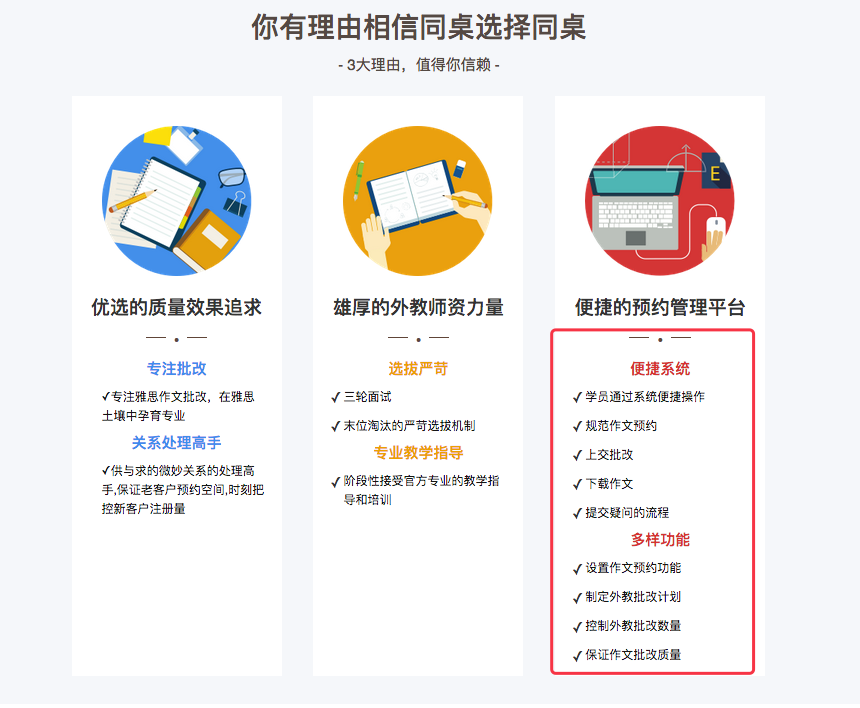 你有理由相信同桌选择同桌
- 3大理由，值得你信赖 -
优选的质量效果追求
专注批改
✓专注雅思作文批改，在雅思
土壤中孕育专业
关系处理高手
✓供与求的微妙关系的处理高
手,保证老客户预约空间,时刻把
控新客户注册量
雄厚的外教师资力量
选拔严苛
✓ 三轮面试
✓ 末位淘汰的严苛选拔机制
专业教学指导
✓ 阶段性接受官方专业的教学指
导和培训
E
便捷的预约管理平台
便捷系统
✓ 学员通过系统便捷操作
✓ 规范作文预约
✓ 上交批改
✓ 下载作文
✓ 提交疑问的流程
多样功能
✓ 设置作文预约功能
✓ 制定外教批改计划
✓ 控制外教批改数量
✓ 保证作文批改质量